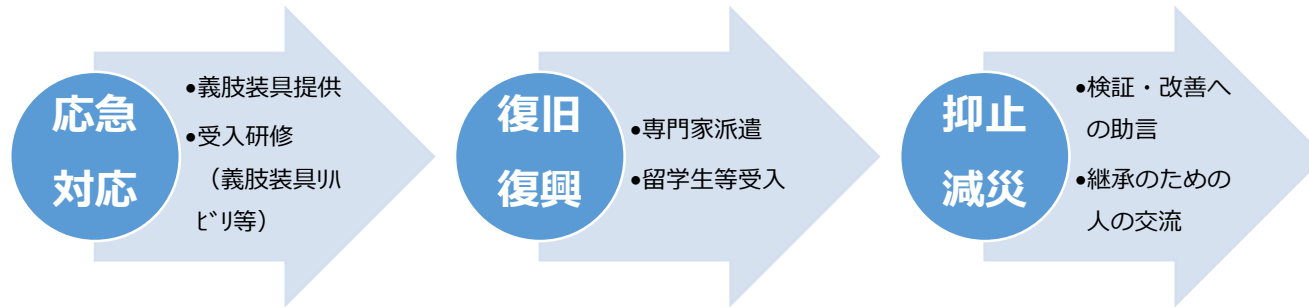 応急
対応
•義肢装具提供
•受入研修
（義肢装具ﾘﾊ
ﾋﾞﾘ等）
復旧
復興
•専門家派遣
•留学生等受入
抑止
減災
•検証・改善へ
の助言
•継承のための
人の交流